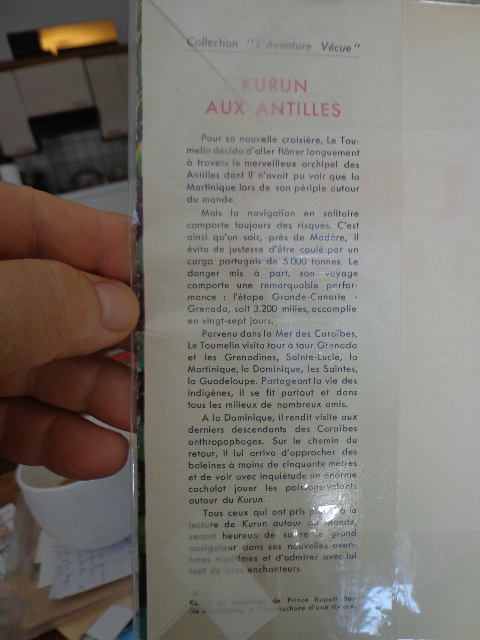 Collection "L'Aventure Vécue"
KURUN
AUX ANTILLES
Pour sa nouvelle croisière, Le Tou-
melin décida d'aller flâner longuement
à travers le merveilleux archipel des
Antilles dont il n'avait pu voir que la
Martinique lors de son périple autour
du monde.
Mais la navigation en solitaire
comporte toujours des risques. C'est
ainsi qu'un soir, près de Madère, il
évita de justesse d'être coulé par un
cargo portugais de 5.000 tonnes. Le
danger mis à part, son voyage
comporte une remarquable perfor-
mance : l'étape Grande-Canarie -
Grenada, soit 3.200 milles, accomplie
en vingt-sept jours.
Parvenu dans la Mer des Caraïbes,
Le Toumelin visita tour à tour Grenada
et les Grenadines, Sainte-Lucie, la
Martinique, la Dominique, les Saintes,
la Guadeloupe. Partageant la vie des
indigènes, il se fit partout et dans
tous les milieux de nombreux amis.
A la Dominique, il rendit visite aux
derniers descendants des Caraïbes
anthropophages. Sur le chemin du
retour, il lui arriva d'approcher des
baleines à moins de cinquante mètres
et de voir avec inquiétude un énorme
cachalot jouer les poissons-volants
autour du Kurun.
Tous ceux qui ont pris plaisir à la
lecture de Kurun autour du monde,
seront heureux de suivre le grand
navigateur dans ses nouvelles aven-
tures maritimes et d'admirer avec lui
tant de sites enchanteurs.
de Prince Rupert Bay
d'une rivière.